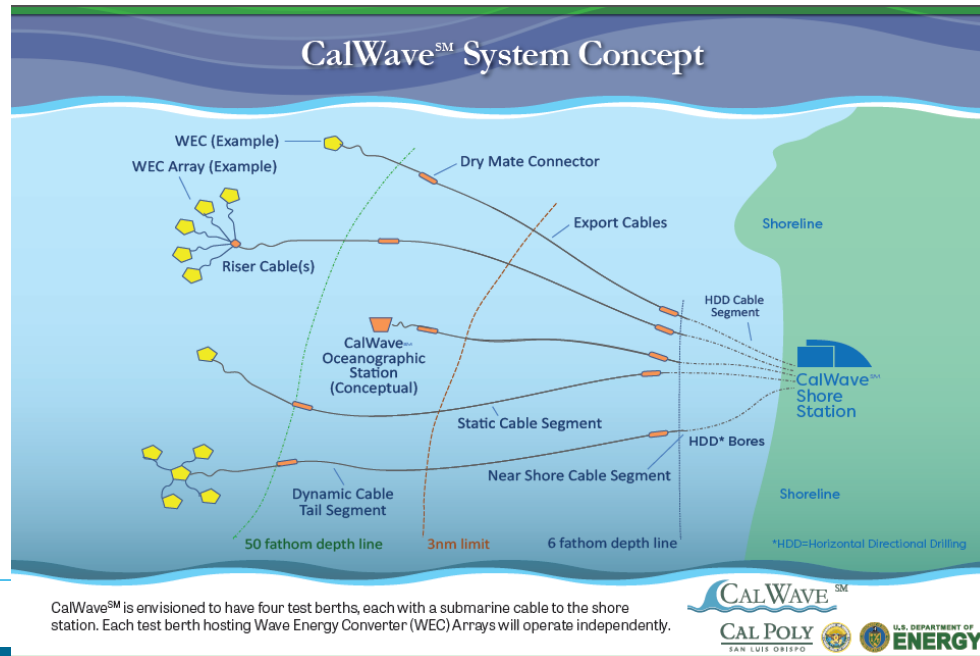 CalWave℠ System Concept
WEC (Example)
WEC Array (Example)
Dry Mate Connector
Export Cables
Shoreline
Riser Cable(s)
HDD Cable
Segment
CalWave℠
Oceanographic
Station
(Conceptual)
CalWave℠
Shore
Station
Static Cable Segment
HDD* Bores
Near Shore Cable Segment
Dynamic Cable
Tail Segment
Shoreline
50 fathom depth line
3nm limit
6 fathom depth line
*HDD=Horizontal Directional Drilling
CalWave℠ is envisioned to have four test berths, each with a submarine cable to the shore
station. Each test berth hosting Wave Energy Converter (WEC) Arrays will operate independently.
CALWAVE ℠
CAL POLY
SAN LUIS OBISPO
U.S. DEPARTMENT OF
ENERGY